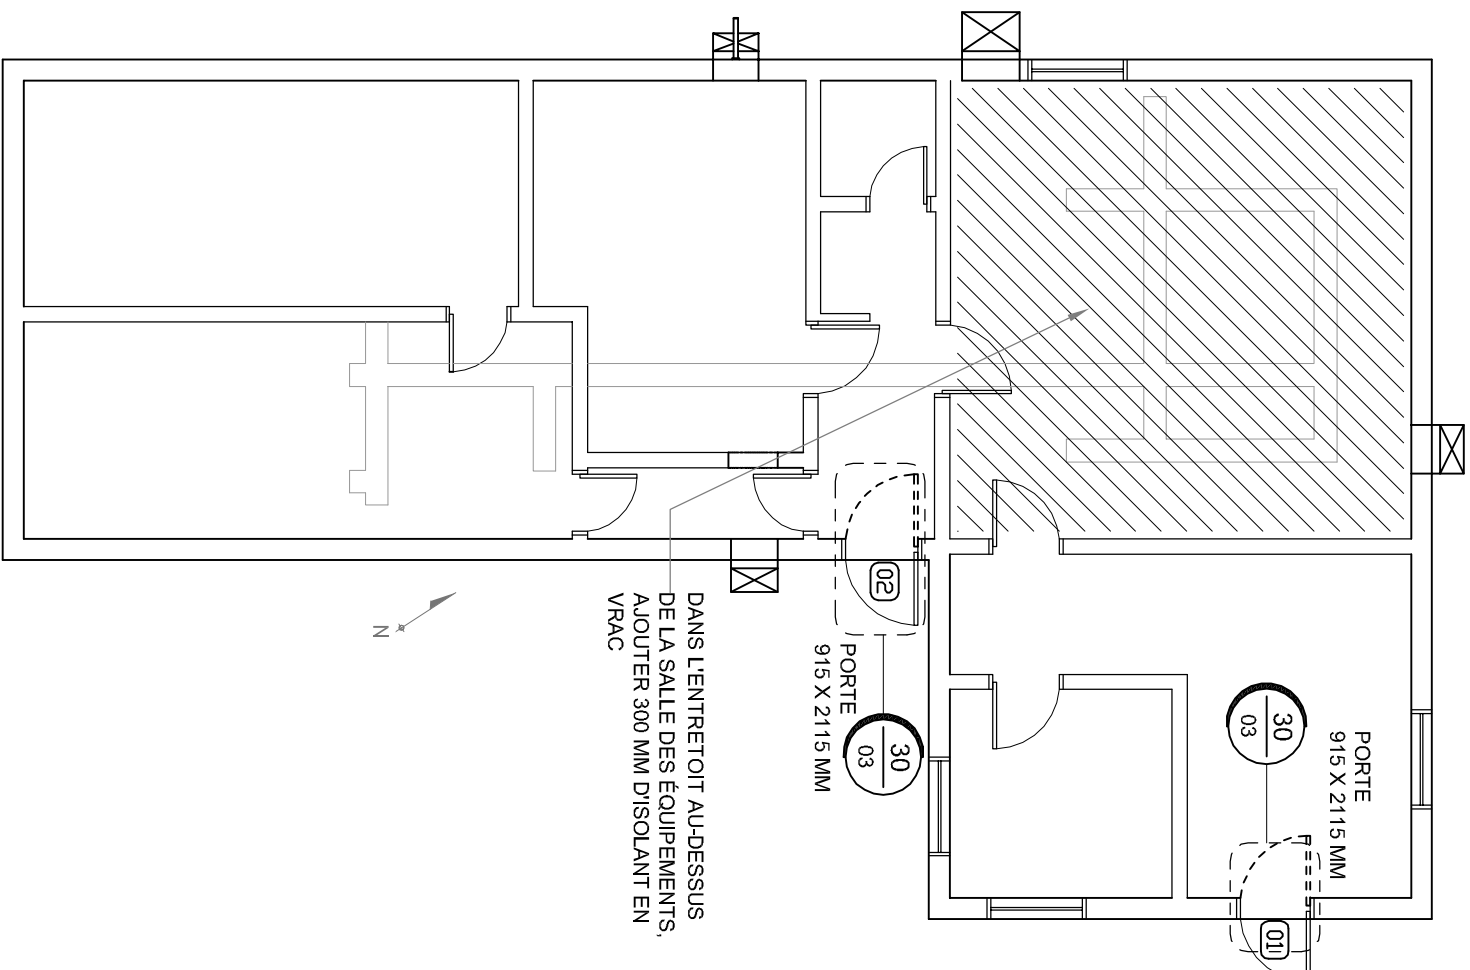 DANS L'ENTRETOIT AU-DESSUS
DE LA SALLE DES ÉQUIPEMENTS,
AJOUTER 300 MM D'ISOLANT EN
VRAC
PORTE
915 X 2115 MM
30
03
02
PORTE
915 X 2115 MM
30
03
01
N